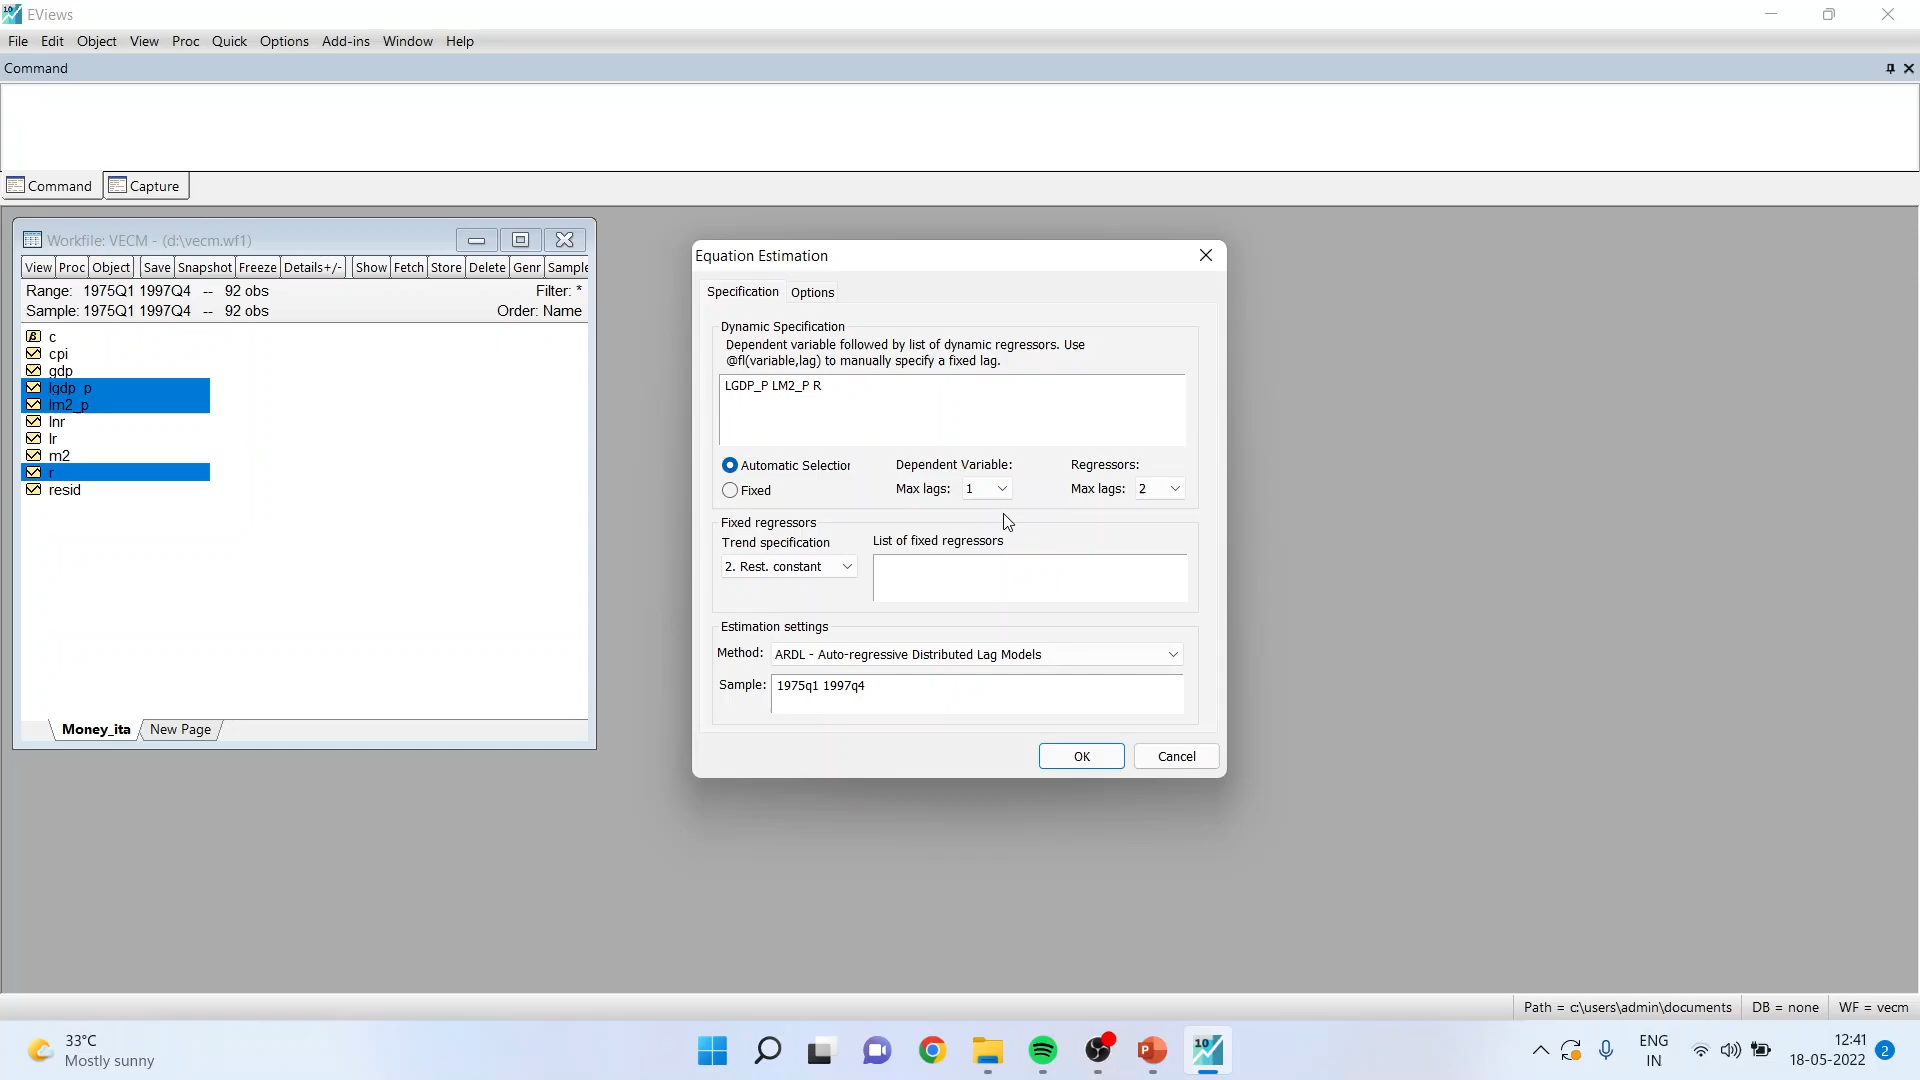 EViews
File Edit Object View Proc Quick Options Add-ins Window Help
Command
Command Capture
Workfile: VECM - (d:\vecm.wf1)
View Proc Object Save Snapshot Freeze Details+/- Show Fetch Store Delete Genr Sample
Range: 1975Q1 1997Q4 -- 92 obs Filter: *
Sample: 1975Q1 1997Q4 -- 92 obs Order: Name
c
cpi
gdp
lgdp_p
lm2_p
lnr
lr
m2
r
resid
Money_ita New Page
Equation Estimation
Specification Options
Dynamic Specification
Dependent variable followed by list of dynamic regressors. Use
@fl(variable,lag) to manually specify a fixed lag.
LGDP_P LM2_P R
Automatic Selection Dependent Variable: Regressors:
Fixed Max lags: 1 Max lags: 2
Fixed regressors
Trend specification List of fixed regressors
2. Rest. constant
Estimation settings
Method: ARDL - Auto-regressive Distributed Lag Models
Sample: 1975q1 1997q4
OK Cancel
Path = c:\users\admin\documents DB = none WF = vecm
33°C
Mostly sunny
ENG
IN
12:41
18-05-2022
2